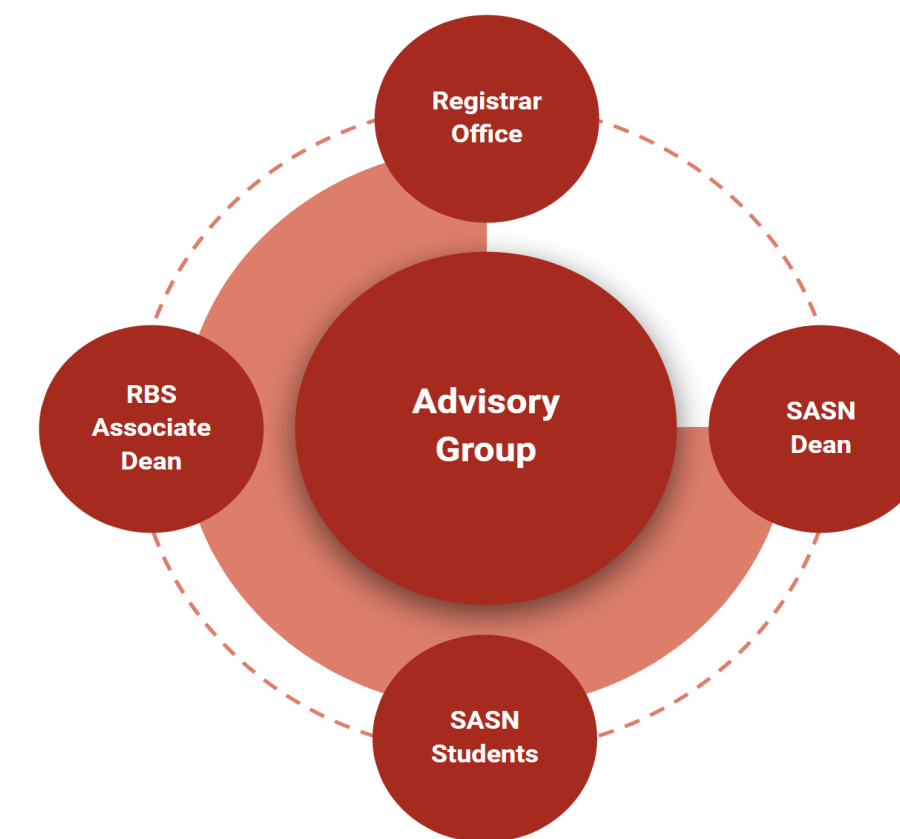 Registrar
Office
RBS
Associate
Dean
Advisory
Group
SASN
Dean
SASN
Students